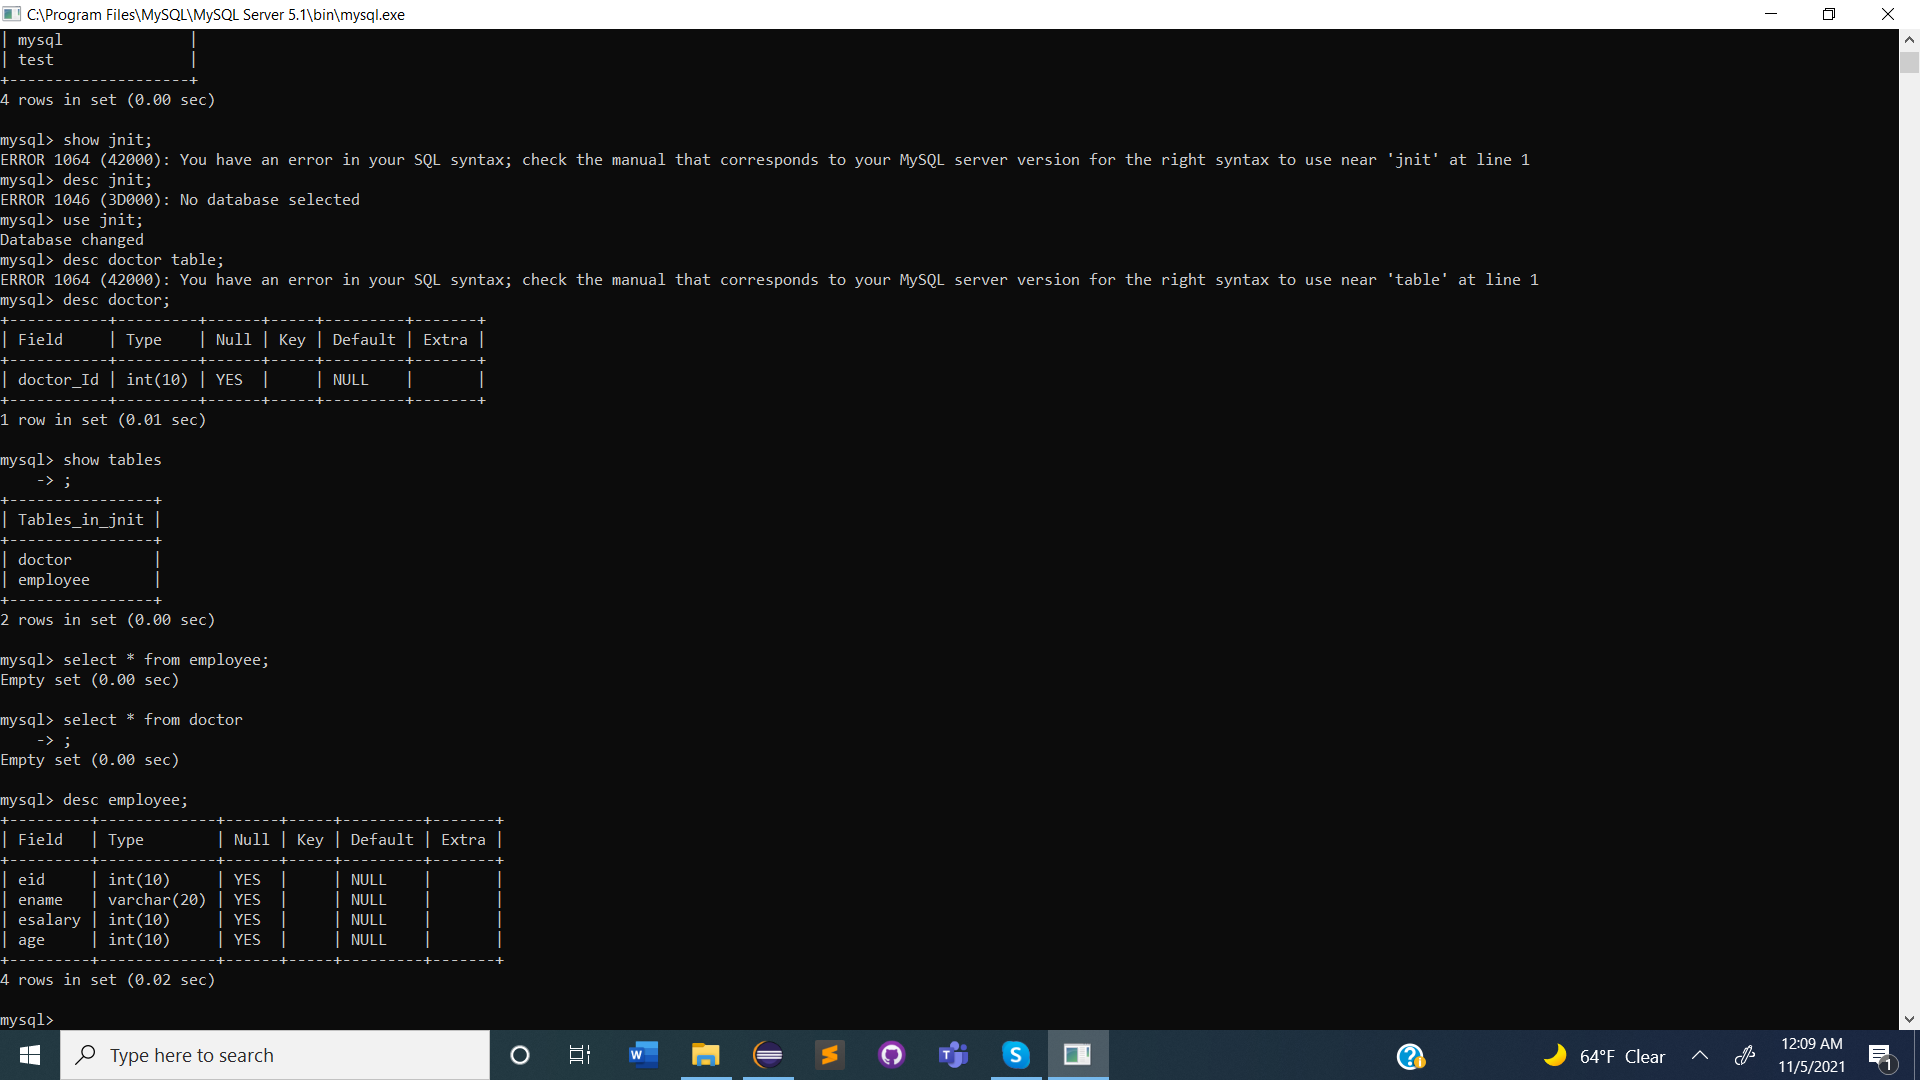 C:\Program Files\MySQL\MySQL Server 5.1\bin\mysql.exe
| mysql              |
| test               |
+--------------------+
4 rows in set (0.00 sec)

mysql> show jnit;
ERROR 1064 (42000): You have an error in your SQL syntax; check the manual that corresponds to your MySQL server version for the right syntax to use near 'jnit' at line 1
mysql> desc jnit;
ERROR 1046 (3D000): No database selected
mysql> use jnit;
Database changed
mysql> desc doctor table;
ERROR 1064 (42000): You have an error in your SQL syntax; check the manual that corresponds to your MySQL server version for the right syntax to use near 'table' at line 1
mysql> desc doctor;
+-----------+---------+------+-----+---------+-------+
| Field     | Type    | Null | Key | Default | Extra |
+-----------+---------+------+-----+---------+-------+
| doctor_Id | int(10) | YES  |     | NULL    |       |
+-----------+---------+------+-----+---------+-------+
1 row in set (0.01 sec)

mysql> show tables
    -> ;
+----------------+
| Tables_in_jnit |
+----------------+
| doctor         |
| employee       |
+----------------+
2 rows in set (0.00 sec)

mysql> select * from employee;
Empty set (0.00 sec)

mysql> select * from doctor
    -> ;
Empty set (0.00 sec)

mysql> desc employee;
+---------+-------------+------+-----+---------+-------+
| Field   | Type        | Null | Key | Default | Extra |
+---------+-------------+------+-----+---------+-------+
| eid     | int(10)     | YES  |     | NULL    |       |
| ename   | varchar(20) | YES  |     | NULL    |       |
| esalary | int(10)     | YES  |     | NULL    |       |
| age     | int(10)     | YES  |     | NULL    |       |
+---------+-------------+------+-----+---------+-------+
4 rows in set (0.02 sec)

mysql>
Type here to search
64°F Clear
12:09 AM
11/5/2021
1